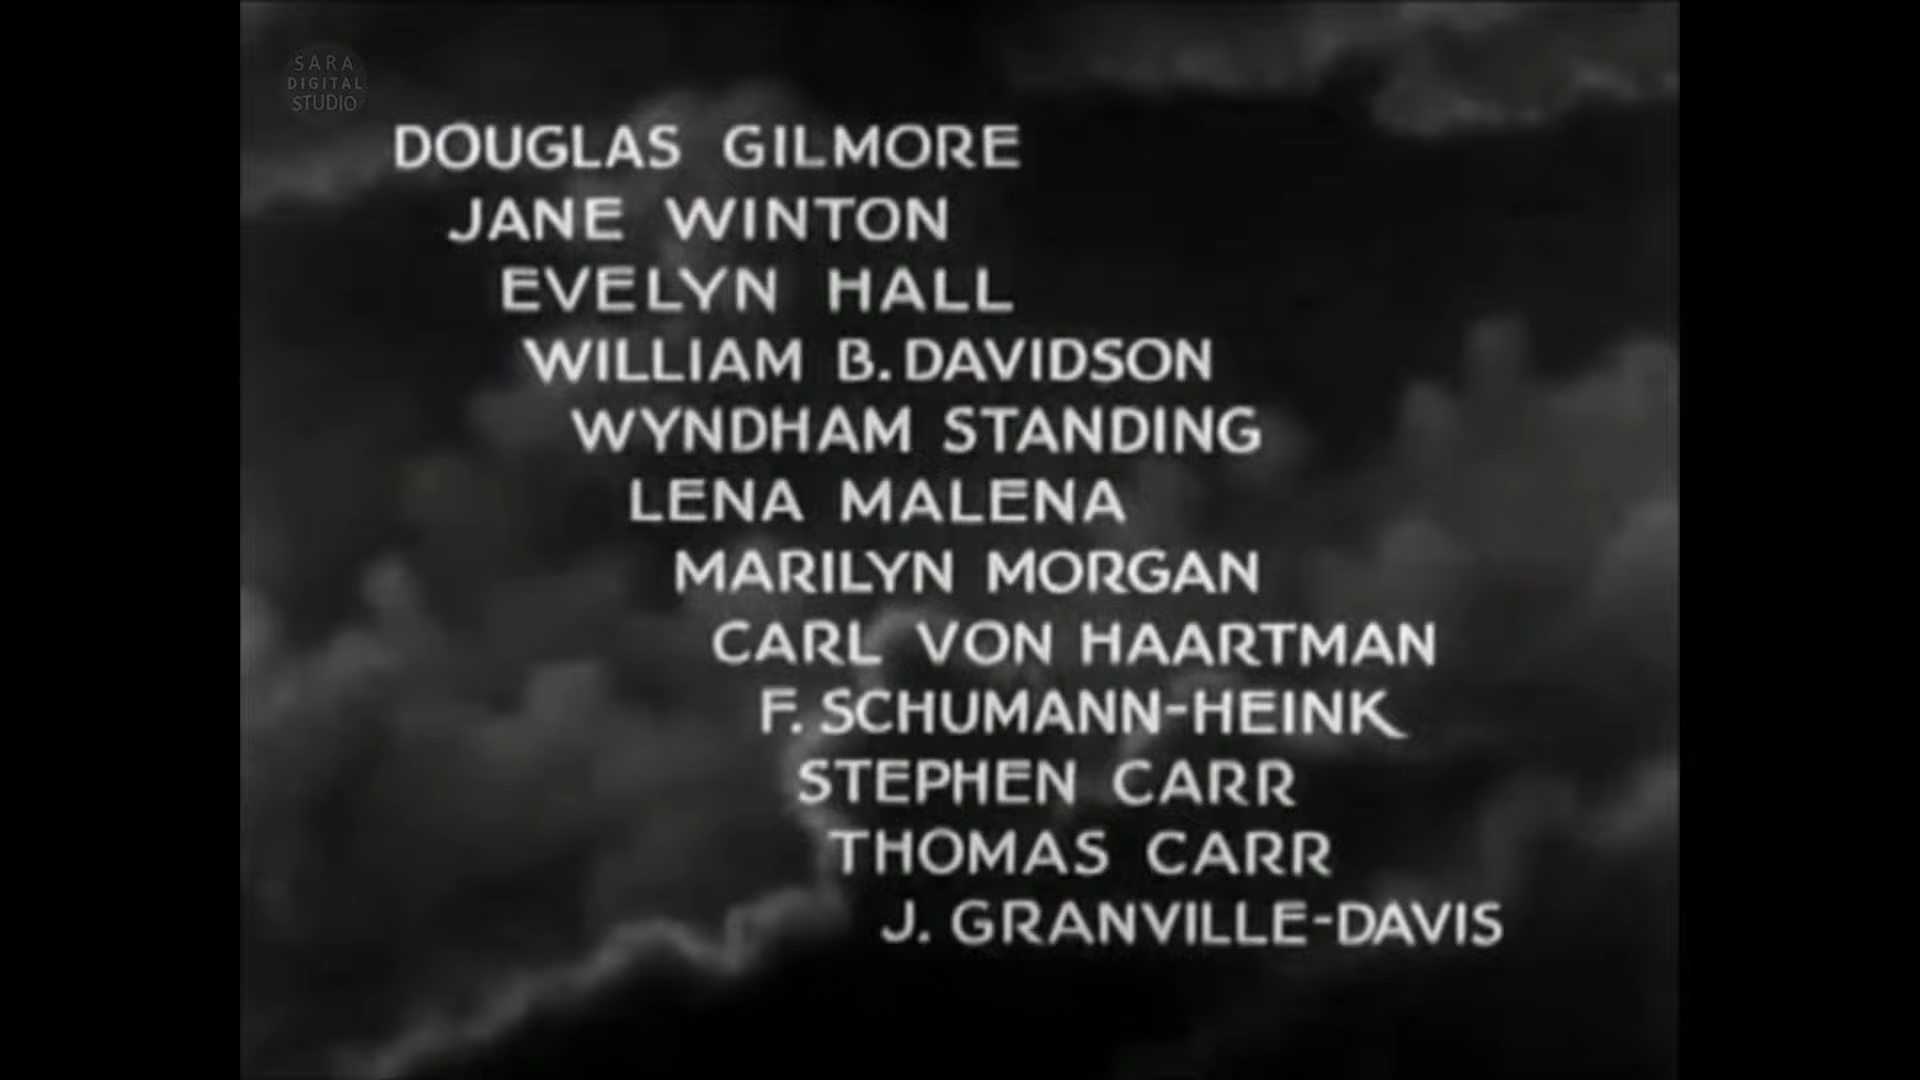 SARA
DIGITAL
STUDIO
DOUGLAS GILMORE
JANE WINTON
EVELYN HALL
WILLIAM B. DAVIDSON
WYNDHAM STANDING
LENA MALENA
MARILYN MORGAN
CARL VON HAARTMAN
F. SCHUMANN-HEINK
STEPHEN CARR
THOMAS CARR
J. GRANVILLE-DAVIS